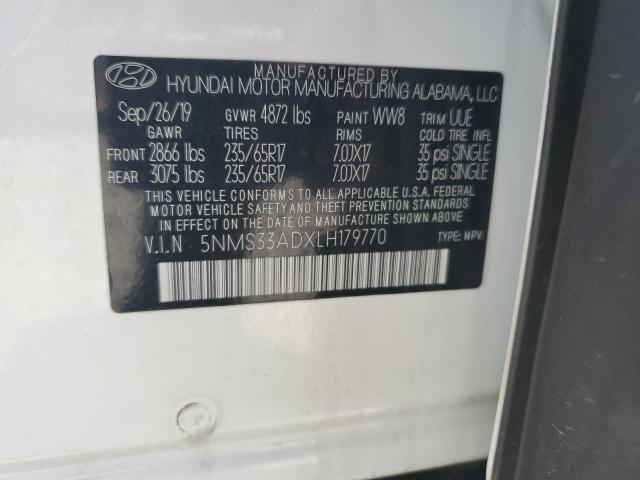 MANUFACTURED BY
HYUNDAI MOTOR MANUFACTURING ALABAMA, LLC
Sep/26/19 GVWR 4872 lbs PAINT WW8 TRIM UUE
GAWR TIRES RIMS COLD TIRE INFL
FRONT 2866 lbs 235/65R17 7.0JX17 35 psi SINGLE
REAR 3075 lbs 235/65R17 7.0JX17 35 psi SINGLE
THIS VEHICLE CONFORMS TO ALL APPLICABLE U.S.A. FEDERAL
MOTOR VEHICLE SAFETY AND THEFT PREVENTION STANDARDS
IN EFFECT ON THE DATE OF MANUFACTURE SHOWN ABOVE.
V.I.N 5NMS33ADXLH179770 TYPE: MPV